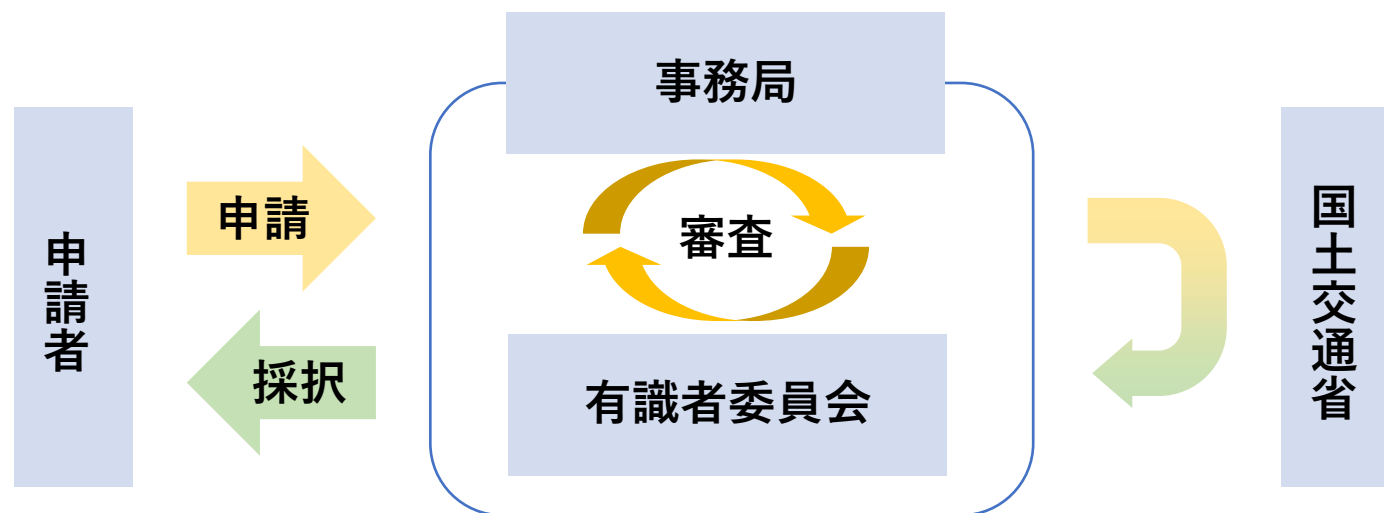 事務局
申請者
申請
審査
採択
有識者委員会
国土交通省